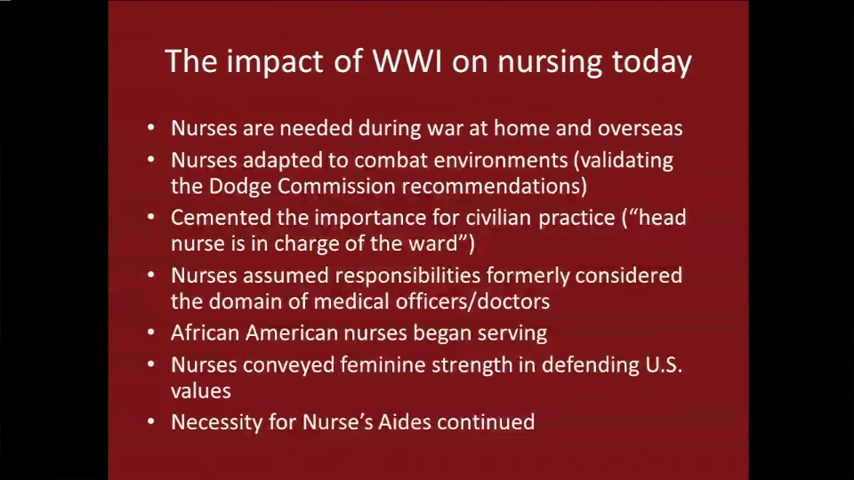 The impact of WWI on nursing today
• Nurses are needed during war at home and overseas
• Nurses adapted to combat environments (validating
the Dodge Commission recommendations)
• Cemented the importance for civilian practice (“head
nurse is in charge of the ward”)
• Nurses assumed responsibilities formerly considered
the domain of medical officers/doctors
• African American nurses began serving
• Nurses conveyed feminine strength in defending U.S.
values
• Necessity for Nurse’s Aides continued